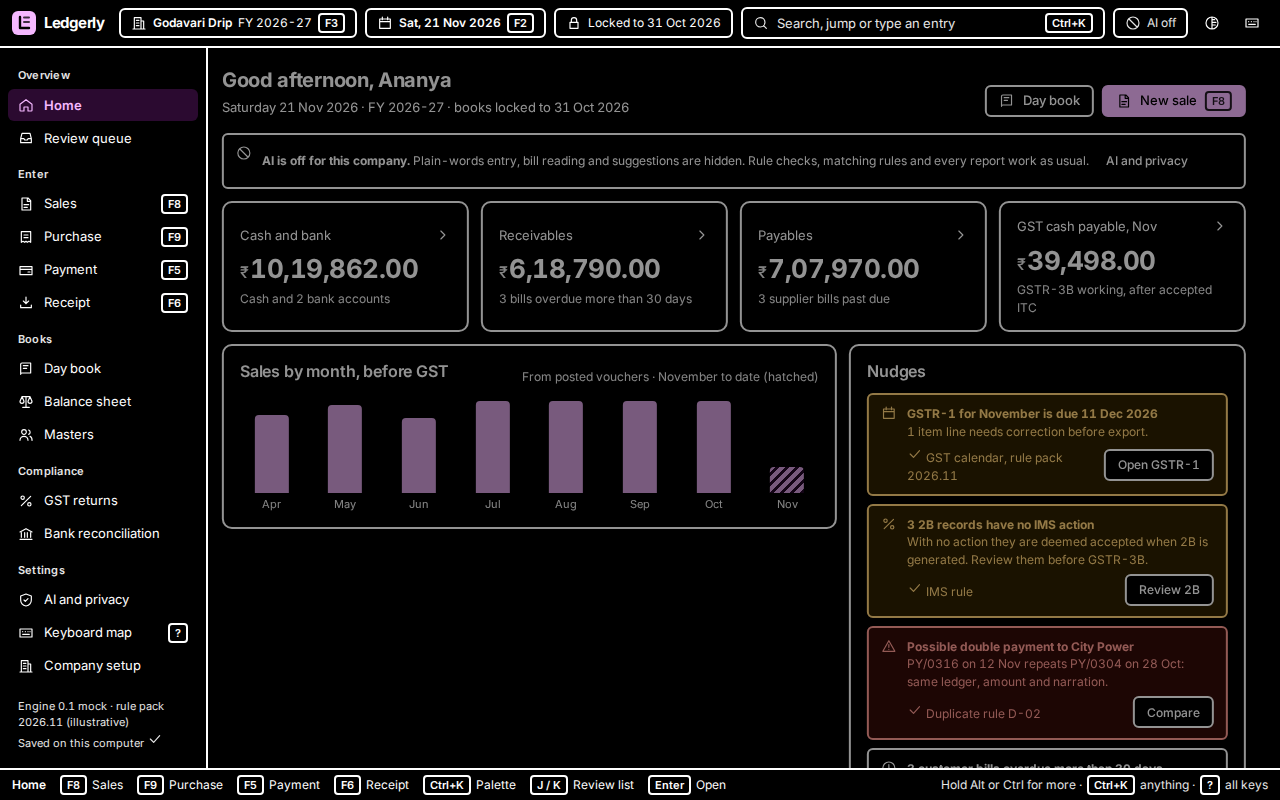 Ledgerly
Godavari Drip FY 2026-27 F3
Sat, 21 Nov 2026 F2
Locked to 31 Oct 2026
Search, jump or type an entry Ctrl+K
AI off
Overview
Home
Review queue
Enter
Sales F8
Purchase F9
Payment F5
Receipt F6
Books
Day book
Balance sheet
Masters
Compliance
GST returns
Bank reconciliation
Settings
AI and privacy
Keyboard map ?
Company setup
Engine 0.1 mock · rule pack
2026.11 (illustrative)
Saved on this computer
Good afternoon, Ananya
Saturday 21 Nov 2026 · FY 2026-27 · books locked to 31 Oct 2026
Day book
New sale F8
AI is off for this company. Plain-words entry, bill reading and suggestions are hidden. Rule checks, matching rules and every report work as usual. AI and privacy
Cash and bank
₹10,19,862.00
Cash and 2 bank accounts
Receivables
₹6,18,790.00
3 bills overdue more than 30 days
Payables
₹7,07,970.00
3 supplier bills past due
GST cash payable, Nov
₹39,498.00
GSTR-3B working, after accepted
ITC
Sales by month, before GST
From posted vouchers · November to date (hatched)
Apr May Jun Jul Aug Sep Oct Nov
Nudges
GSTR-1 for November is due 11 Dec 2026
1 item line needs correction before export.
GST calendar, rule pack
2026.11
Open GSTR-1
3 2B records have no IMS action
With no action they are deemed accepted when 2B is
generated. Review them before GSTR-3B.
IMS rule
Review 2B
Possible double payment to City Power
PY/0316 on 12 Nov repeats PY/0304 on 28 Oct:
same ledger, amount and narration.
Duplicate rule D-02
Compare
3 customer bills overdue more than 30 days
Home F8 Sales F9 Purchase F5 Payment F6 Receipt Ctrl+K Palette J / K Review list Enter Open
Hold Alt or Ctrl for more · Ctrl+K anything · ? all keys